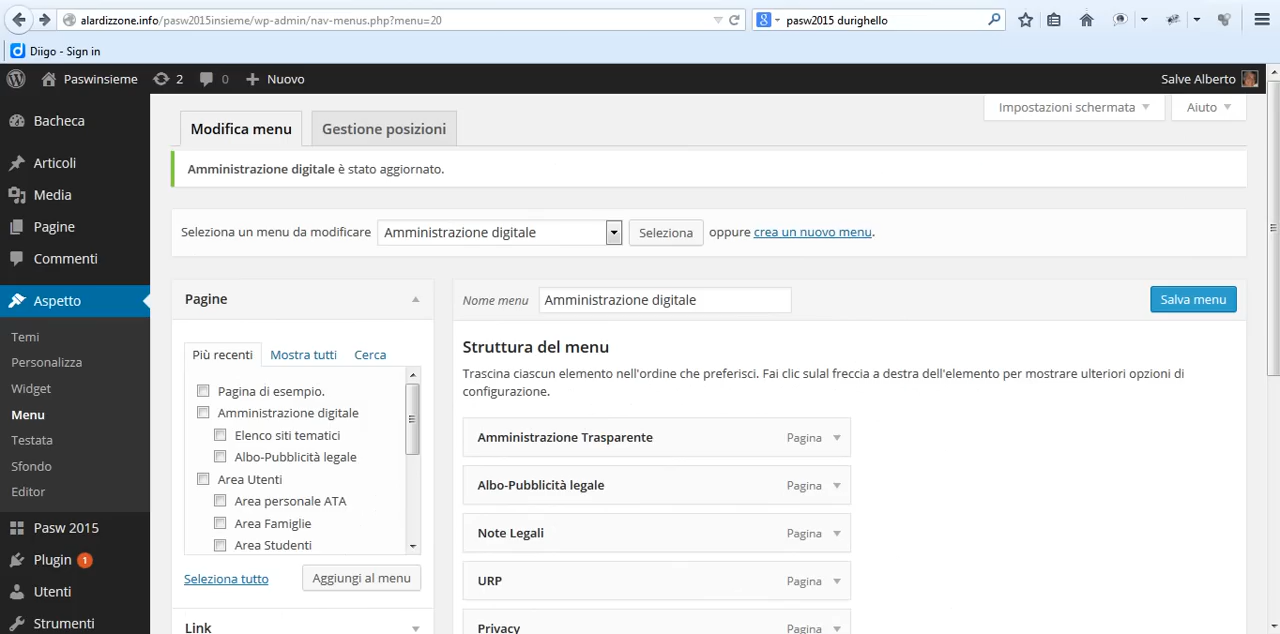 alardizzone.info/pasw2015insieme/wp-admin/nav-menus.php?menu=20
pasw2015 durighello
Diigo - Sign in
Paswinsieme 2 0 Nuovo Salve Alberto
Impostazioni schermata Aiuto
Bacheca
Articoli
Media
Pagine
Commenti
Aspetto
Temi
Personalizza
Widget
Menu
Testata
Sfondo
Editor
Pasw 2015
Plugin 1
Utenti
Strumenti
Modifica menu Gestione posizioni
Amministrazione digitale è stato aggiornato.
Seleziona un menu da modificare Amministrazione digitale Seleziona oppure crea un nuovo menu.
Pagine
Più recenti Mostra tutti Cerca
Pagina di esempio.
Amministrazione digitale
Elenco siti tematici
Albo-Pubblicità legale
Area Utenti
Area personale ATA
Area Famiglie
Area Studenti
Seleziona tutto Aggiungi al menu
Link
Nome menu Amministrazione digitale Salva menu
Struttura del menu
Trascina ciascun elemento nell'ordine che preferisci. Fai clic sulal freccia a destra dell'elemento per mostrare ulteriori opzioni di
configurazione.
Amministrazione Trasparente Pagina
Albo-Pubblicità legale Pagina
Note Legali Pagina
URP Pagina
Privacy Pagina